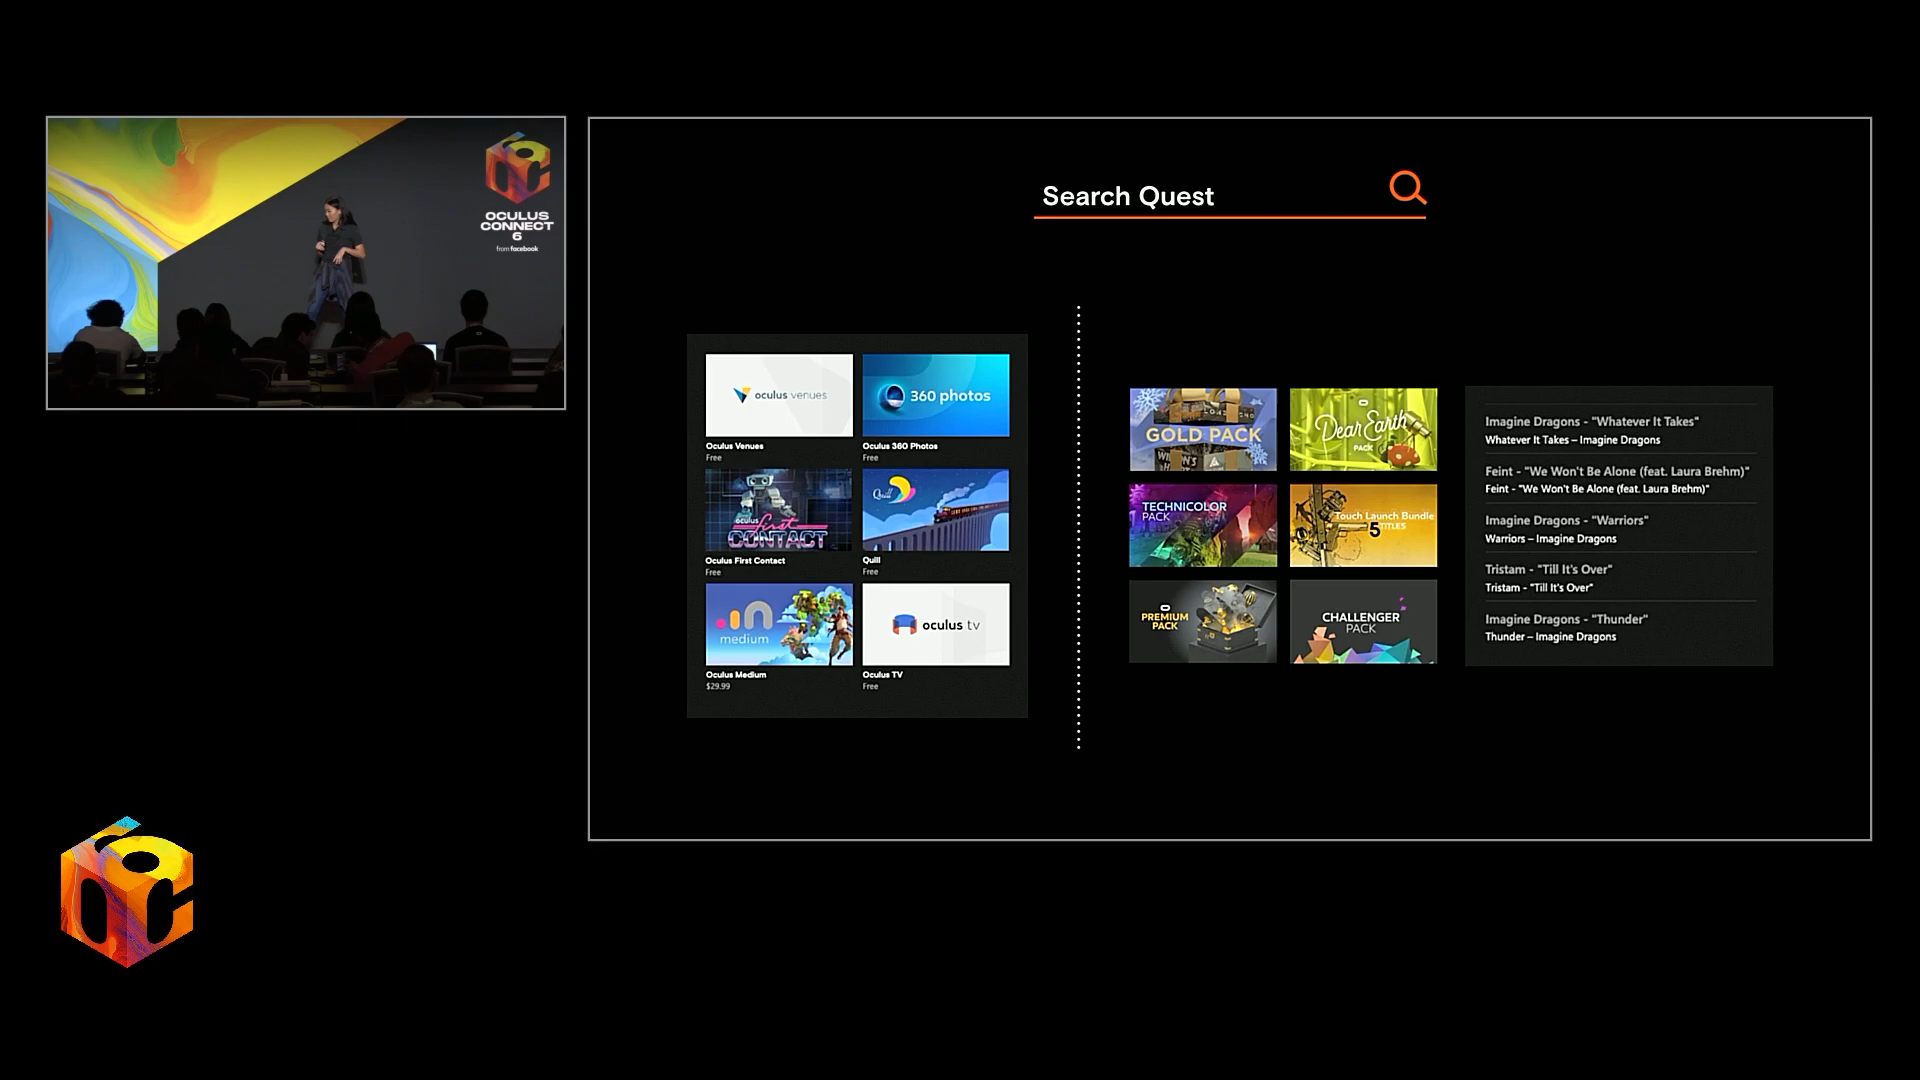 OCULUS
CONNECT
6
from facebook
Search Quest
oculus venues
Oculus Venues
Free
360 photos
Oculus 360 Photos
Free
oculus
first
CONTACT
Oculus First Contact
Free
Quill
Quill
Free
medium
Oculus Medium
$29.99
oculus tv
Oculus TV
Free
GOLD PACK
Dear Earth
PACK
TECHNICOLOR
PACK
Touch Launch Bundle
5 TITLES
PREMIUM
PACK
CHALLENGER
PACK
Imagine Dragons - "Whatever It Takes"
Whatever It Takes – Imagine Dragons
Feint - "We Won't Be Alone (feat. Laura Brehm)"
Feint - "We Won't Be Alone (feat. Laura Brehm)"
Imagine Dragons - "Warriors"
Warriors – Imagine Dragons
Tristam - "Till It's Over"
Tristam - "Till It's Over"
Imagine Dragons - "Thunder"
Thunder – Imagine Dragons